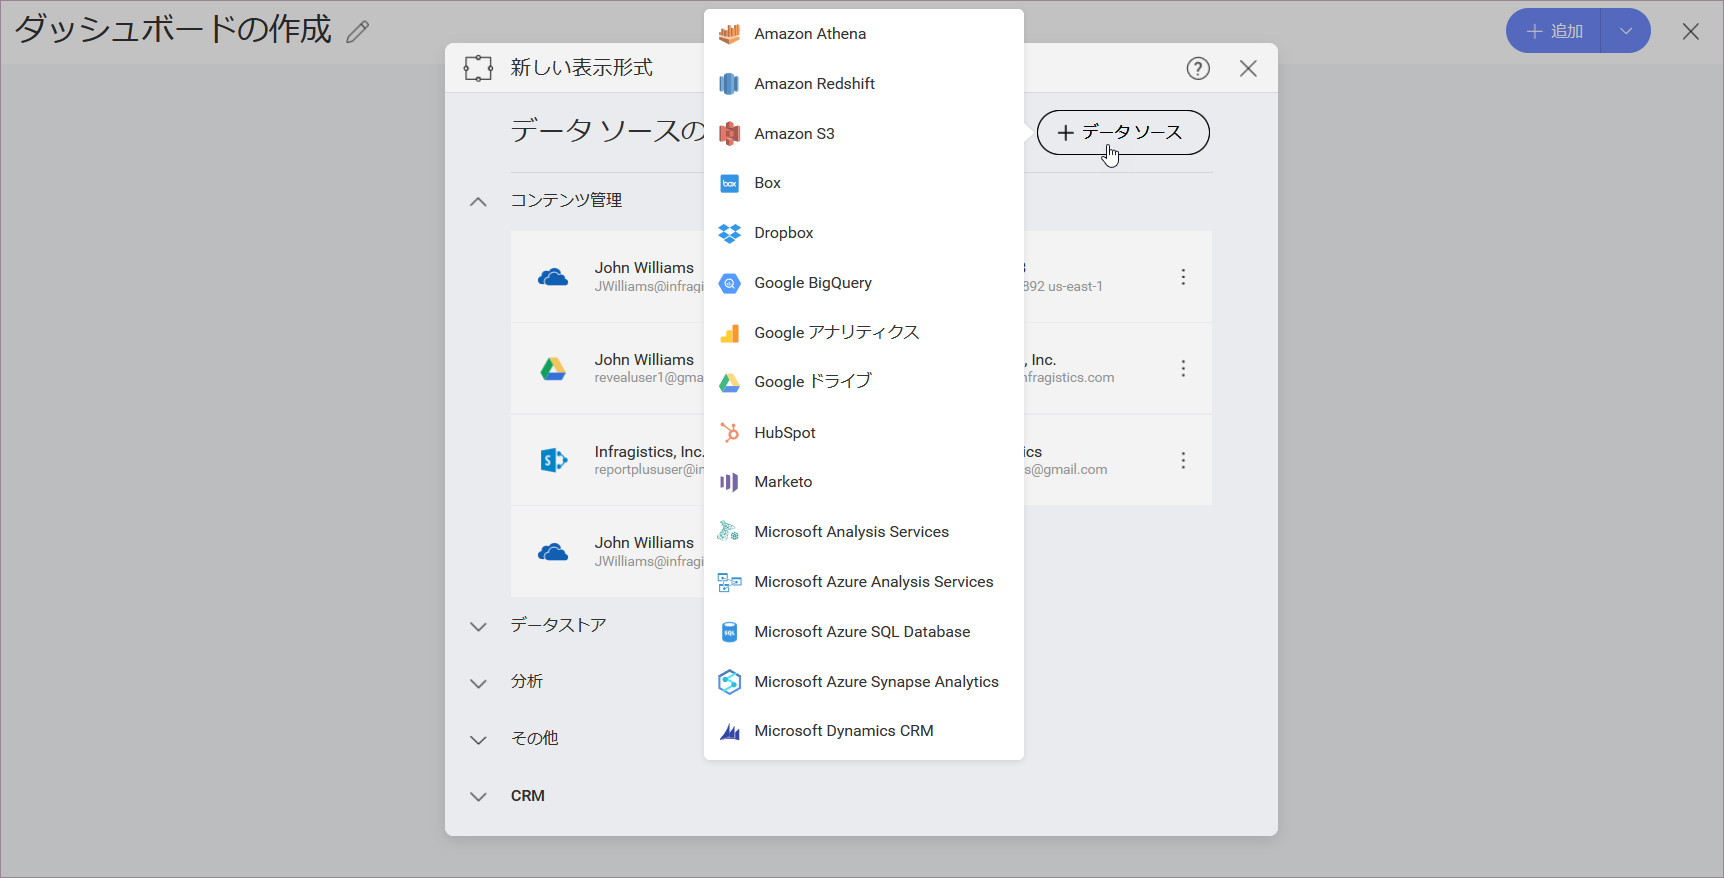 ダッシュボードの作成
+ 追加
新しい表示形式
データ ソースの
+ データ ソース
コンテンツ管理
John Williams
JWilliams@infragi
892 us-east-1
John Williams
revealuser1@gma
, Inc.
nfragistics.com
Infragistics, Inc.
reportplususer@in
ics
s@gmail.com
John Williams
JWilliams@infragi
データストア
分析
その他
CRM
Amazon Athena
Amazon Redshift
Amazon S3
Box
Dropbox
Google BigQuery
Google アナリティクス
Google ドライブ
HubSpot
Marketo
Microsoft Analysis Services
Microsoft Azure Analysis Services
Microsoft Azure SQL Database
Microsoft Azure Synapse Analytics
Microsoft Dynamics CRM